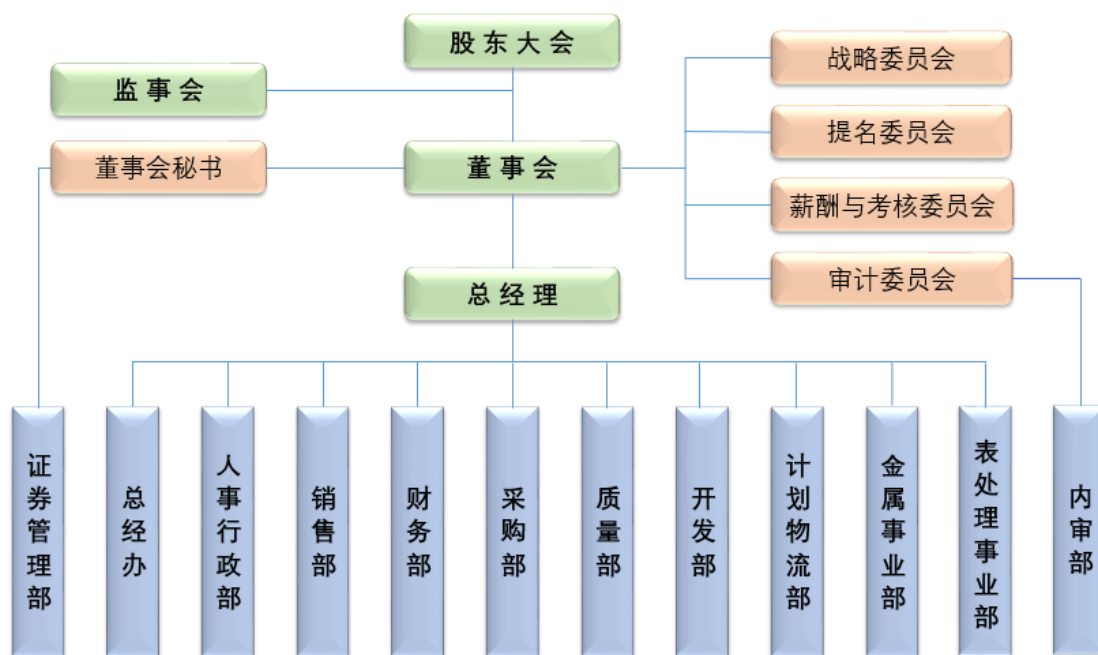 股东大会
监事会
战略委员会
提名委员会
董事会秘书
董事会
薪酬与考核委员会
总经理
审计委员会
证券管理部
总经办
人事行政部
销售部
财务部
采购部
质量部
开发部
计划物流部
金属事业部
表处理事业部
内审部